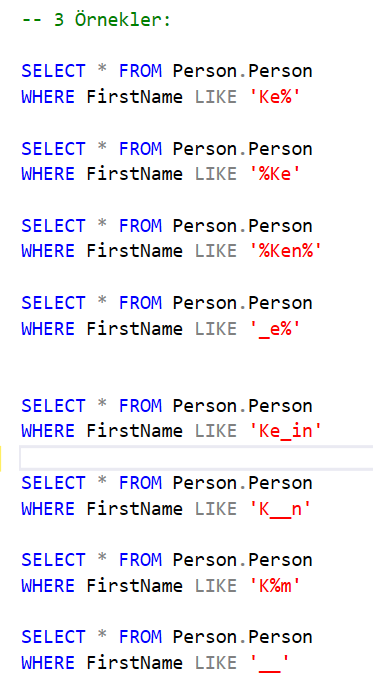 -- 3 Örnekler:
SELECT * FROM Person.Person
WHERE FirstName LIKE 'Ke%'
SELECT * FROM Person.Person
WHERE FirstName LIKE '%Ke'
SELECT * FROM Person.Person
WHERE FirstName LIKE '%Ken%'
SELECT * FROM Person.Person
WHERE FirstName LIKE '_e%'
SELECT * FROM Person.Person
WHERE FirstName LIKE 'Ke_in'
SELECT * FROM Person.Person
WHERE FirstName LIKE 'K__n'
SELECT * FROM Person.Person
WHERE FirstName LIKE 'K%m'
SELECT * FROM Person.Person
WHERE FirstName LIKE '__'